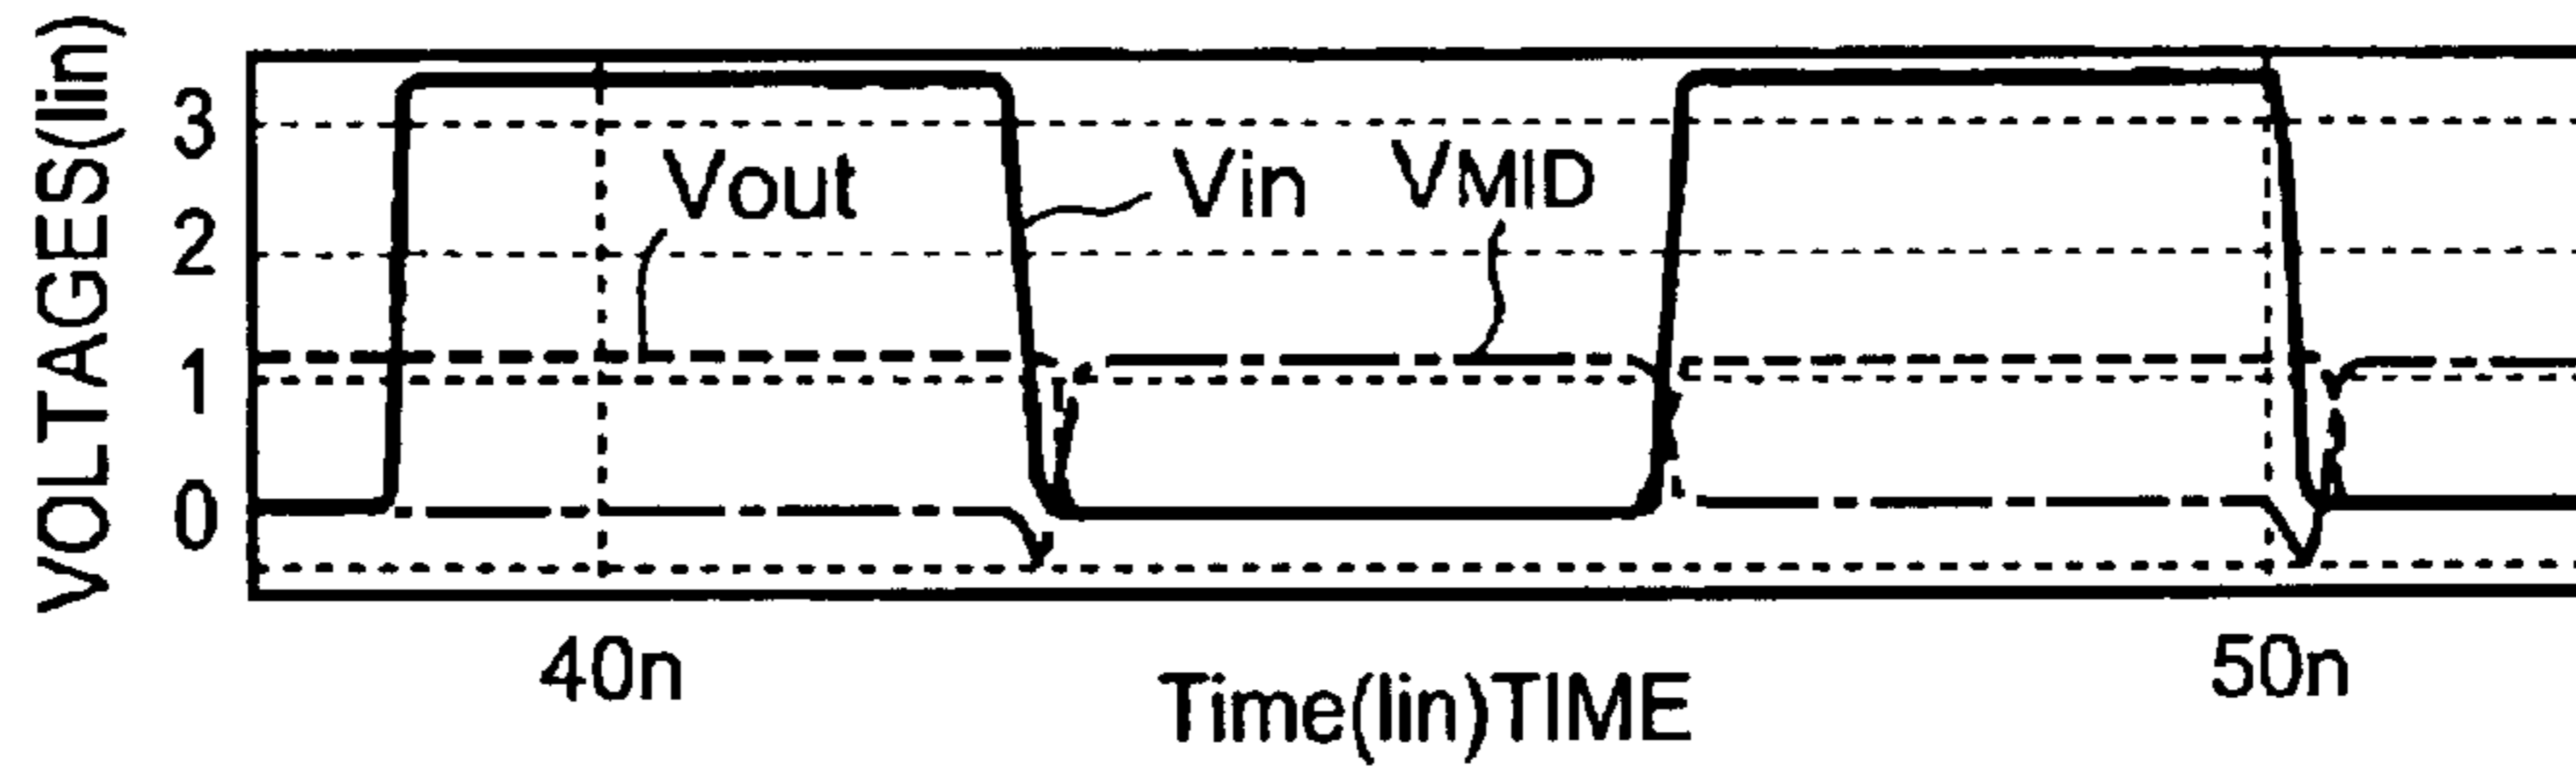 VOLTAGES(lin)
3
2
1
0
Vout
Vin
VMID
40n
50n
Time(lin)TIME